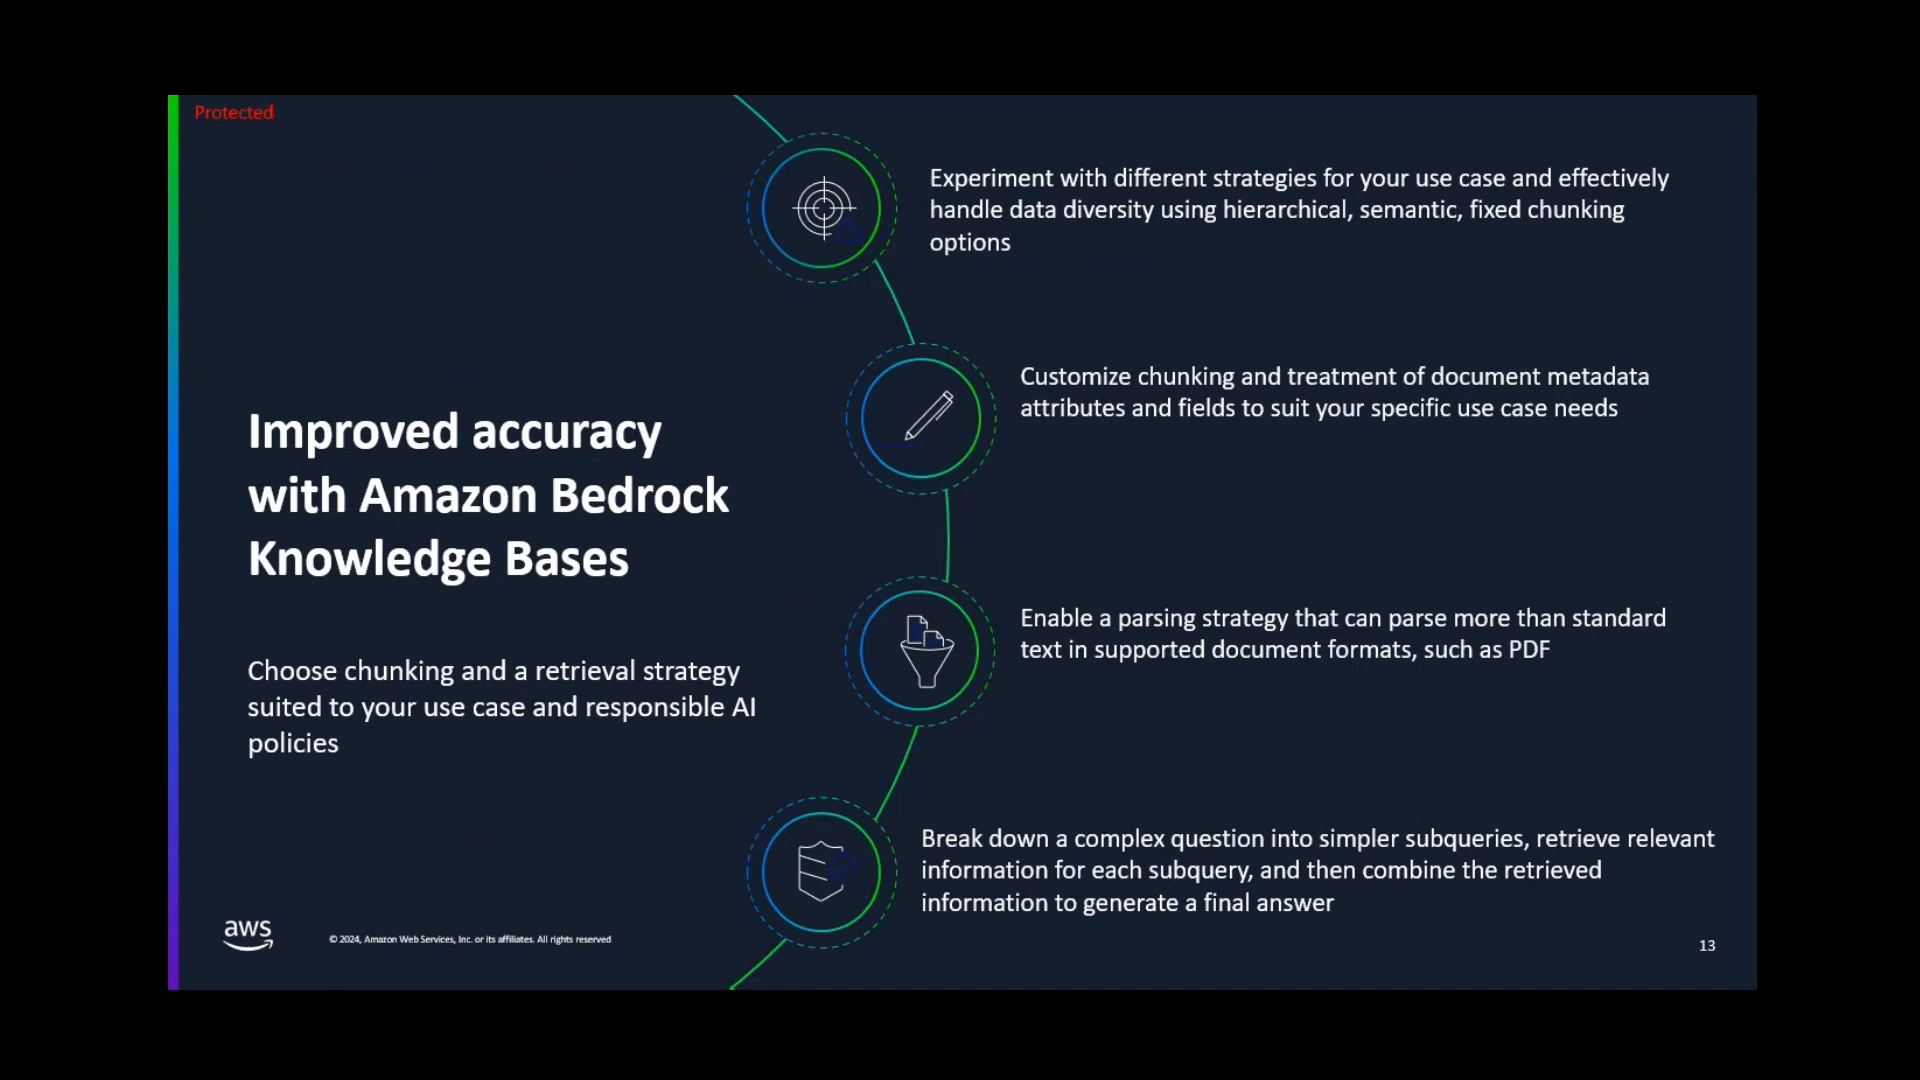 Protected
Improved accuracy
with Amazon Bedrock
Knowledge Bases
Choose chunking and a retrieval strategy
suited to your use case and responsible AI
policies
Experiment with different strategies for your use case and effectively
handle data diversity using hierarchical, semantic, fixed chunking
options
Customize chunking and treatment of document metadata
attributes and fields to suit your specific use case needs
Enable a parsing strategy that can parse more than standard
text in supported document formats, such as PDF
Break down a complex question into simpler subqueries, retrieve relevant
information for each subquery, and then combine the retrieved
information to generate a final answer
aws
© 2024, Amazon Web Services, Inc. or its affiliates. All rights reserved
13